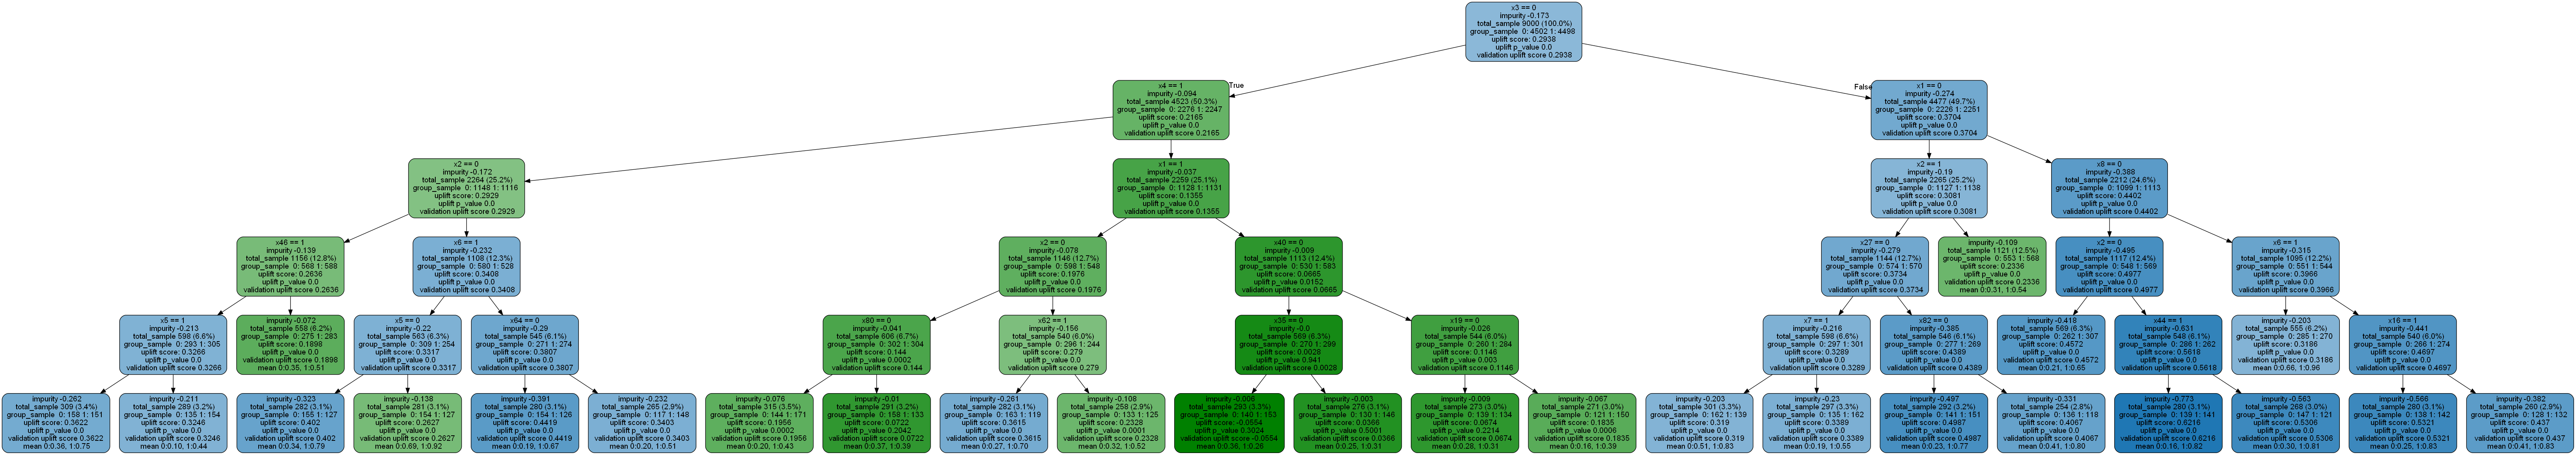 x3 == 0
impurity -0.173
total_sample 9000 (100.0%)
group_sample 0: 4502 1: 4498
uplift score: 0.2938
uplift p_value 0.0
validation uplift score 0.2938
True
False
x4 == 1
impurity -0.094
total_sample 4523 (50.3%)
group_sample 0: 2276 1: 2247
uplift score: 0.2165
uplift p_value 0.0
validation uplift score 0.2165
x1 == 0
impurity -0.274
total_sample 4477 (49.7%)
group_sample 0: 2226 1: 2251
uplift score: 0.3704
uplift p_value 0.0
validation uplift score 0.3704
x2 == 0
impurity -0.172
total_sample 2264 (25.2%)
group_sample 0: 1148 1: 1116
uplift score: 0.2929
uplift p_value 0.0
validation uplift score 0.2929
x1 == 1
impurity -0.037
total_sample 2259 (25.1%)
group_sample 0: 1128 1: 1131
uplift score: 0.1355
uplift p_value 0.0
validation uplift score 0.1355
x2 == 1
impurity -0.19
total_sample 2265 (25.2%)
group_sample 0: 1127 1: 1138
uplift score: 0.3081
uplift p_value 0.0
validation uplift score 0.3081
x8 == 0
impurity -0.388
total_sample 2212 (24.6%)
group_sample 0: 1099 1: 1113
uplift score: 0.4402
uplift p_value 0.0
validation uplift score 0.4402
x46 == 1
impurity -0.139
total_sample 1156 (12.8%)
group_sample 0: 568 1: 588
uplift score: 0.2636
uplift p_value 0.0
validation uplift score 0.2636
x6 == 1
impurity -0.232
total_sample 1108 (12.3%)
group_sample 0: 580 1: 528
uplift score: 0.3408
uplift p_value 0.0
validation uplift score 0.3408
x2 == 0
impurity -0.078
total_sample 1146 (12.7%)
group_sample 0: 598 1: 548
uplift score: 0.1976
uplift p_value 0.0
validation uplift score 0.1976
x40 == 0
impurity -0.009
total_sample 1113 (12.4%)
group_sample 0: 530 1: 583
uplift score: 0.0665
uplift p_value 0.0152
validation uplift score 0.0665
x27 == 0
impurity -0.279
total_sample 1144 (12.7%)
group_sample 0: 574 1: 570
uplift score: 0.3734
uplift p_value 0.0
validation uplift score 0.3734
impurity -0.109
total_sample 1121 (12.5%)
group_sample 0: 553 1: 568
uplift score: 0.2336
uplift p_value 0.0
validation uplift score 0.2336
mean 0:0.31, 1:0.54
x2 == 0
impurity -0.495
total_sample 1117 (12.4%)
group_sample 0: 548 1: 569
uplift score: 0.4977
uplift p_value 0.0
validation uplift score 0.4977
x6 == 1
impurity -0.315
total_sample 1095 (12.2%)
group_sample 0: 551 1: 544
uplift score: 0.3966
uplift p_value 0.0
validation uplift score 0.3966
x5 == 1
impurity -0.213
total_sample 598 (6.6%)
group_sample 0: 293 1: 305
uplift score: 0.3266
uplift p_value 0.0
validation uplift score 0.3266
impurity -0.072
total_sample 558 (6.2%)
group_sample 0: 275 1: 283
uplift score: 0.1898
uplift p_value 0.0
validation uplift score 0.1898
mean 0:0.35, 1:0.51
x5 == 0
impurity -0.22
total_sample 563 (6.3%)
group_sample 0: 309 1: 254
uplift score: 0.3317
uplift p_value 0.0
validation uplift score 0.3317
x64 == 0
impurity -0.29
total_sample 545 (6.1%)
group_sample 0: 271 1: 274
uplift score: 0.3807
uplift p_value 0.0
validation uplift score 0.3807
x80 == 0
impurity -0.041
total_sample 606 (6.7%)
group_sample 0: 302 1: 304
uplift score: 0.144
uplift p_value 0.0002
validation uplift score 0.144
x62 == 1
impurity -0.156
total_sample 540 (6.0%)
group_sample 0: 296 1: 244
uplift score: 0.279
uplift p_value 0.0
validation uplift score 0.279
x35 == 0
impurity -0.0
total_sample 569 (6.3%)
group_sample 0: 270 1: 299
uplift score: 0.0028
uplift p_value 0.941
validation uplift score 0.0028
x19 == 0
impurity -0.026
total_sample 544 (6.0%)
group_sample 0: 260 1: 284
uplift score: 0.1146
uplift p_value 0.003
validation uplift score 0.1146
x7 == 1
impurity -0.216
total_sample 598 (6.6%)
group_sample 0: 297 1: 301
uplift score: 0.3289
uplift p_value 0.0
validation uplift score 0.3289
x82 == 0
impurity -0.385
total_sample 546 (6.1%)
group_sample 0: 277 1: 269
uplift score: 0.4389
uplift p_value 0.0
validation uplift score 0.4389
impurity -0.418
total_sample 569 (6.3%)
group_sample 0: 262 1: 307
uplift score: 0.4572
uplift p_value 0.0
validation uplift score 0.4572
mean 0:0.21, 1:0.65
x44 == 1
impurity -0.631
total_sample 548 (6.1%)
group_sample 0: 286 1: 262
uplift score: 0.5618
uplift p_value 0.0
validation uplift score 0.5618
impurity -0.203
total_sample 555 (6.2%)
group_sample 0: 285 1: 270
uplift score: 0.3186
uplift p_value 0.0
validation uplift score 0.3186
mean 0:0.66, 1:0.96
x16 == 1
impurity -0.441
total_sample 540 (6.0%)
group_sample 0: 266 1: 274
uplift score: 0.4697
uplift p_value 0.0
validation uplift score 0.4697
impurity -0.262
total_sample 309 (3.4%)
group_sample 0: 158 1: 151
uplift score: 0.3622
uplift p_value 0.0
validation uplift score 0.3622
mean 0:0.36, 1:0.75
impurity -0.211
total_sample 289 (3.2%)
group_sample 0: 135 1: 154
uplift score: 0.3246
uplift p_value 0.0
validation uplift score 0.3246
mean 0:0.10, 1:0.44
impurity -0.323
total_sample 282 (3.1%)
group_sample 0: 155 1: 127
uplift score: 0.402
uplift p_value 0.0
validation uplift score 0.402
mean 0:0.34, 1:0.79
impurity -0.138
total_sample 281 (3.1%)
group_sample 0: 154 1: 127
uplift score: 0.2627
uplift p_value 0.0
validation uplift score 0.2627
mean 0:0.69, 1:0.92
impurity -0.391
total_sample 280 (3.1%)
group_sample 0: 154 1: 126
uplift score: 0.4419
uplift p_value 0.0
validation uplift score 0.4419
mean 0:0.19, 1:0.67
impurity -0.232
total_sample 265 (2.9%)
group_sample 0: 117 1: 148
uplift score: 0.3403
uplift p_value 0.0
validation uplift score 0.3403
mean 0:0.20, 1:0.51
impurity -0.076
total_sample 315 (3.5%)
group_sample 0: 144 1: 171
uplift score: 0.1956
uplift p_value 0.0002
validation uplift score 0.1956
mean 0:0.20, 1:0.43
impurity -0.01
total_sample 291 (3.2%)
group_sample 0: 158 1: 133
uplift score: 0.0722
uplift p_value 0.2042
validation uplift score 0.0722
mean 0:0.37, 1:0.39
impurity -0.261
total_sample 282 (3.1%)
group_sample 0: 163 1: 119
uplift score: 0.3615
uplift p_value 0.0
validation uplift score 0.3615
mean 0:0.27, 1:0.70
impurity -0.108
total_sample 258 (2.9%)
group_sample 0: 133 1: 125
uplift score: 0.2328
uplift p_value 0.0001
validation uplift score 0.2328
mean 0:0.32, 1:0.52
impurity -0.006
total_sample 293 (3.3%)
group_sample 0: 140 1: 153
uplift score: -0.0554
uplift p_value 0.3024
validation uplift score -0.0554
mean 0:0.36, 1:0.26
impurity -0.003
total_sample 276 (3.1%)
group_sample 0: 130 1: 146
uplift score: 0.0366
uplift p_value 0.5001
validation uplift score 0.0366
mean 0:0.25, 1:0.31
impurity -0.009
total_sample 273 (3.0%)
group_sample 0: 139 1: 134
uplift score: 0.0674
uplift p_value 0.2214
validation uplift score 0.0674
mean 0:0.28, 1:0.31
impurity -0.067
total_sample 271 (3.0%)
group_sample 0: 121 1: 150
uplift score: 0.1835
uplift p_value 0.0006
validation uplift score 0.1835
mean 0:0.16, 1:0.39
impurity -0.203
total_sample 301 (3.3%)
group_sample 0: 162 1: 139
uplift score: 0.319
uplift p_value 0.0
validation uplift score 0.319
mean 0:0.51, 1:0.83
impurity -0.23
total_sample 297 (3.3%)
group_sample 0: 135 1: 162
uplift score: 0.3389
uplift p_value 0.0
validation uplift score 0.3389
mean 0:0.19, 1:0.55
impurity -0.497
total_sample 292 (3.2%)
group_sample 0: 141 1: 151
uplift score: 0.4987
uplift p_value 0.0
validation uplift score 0.4987
mean 0:0.23, 1:0.77
impurity -0.331
total_sample 254 (2.8%)
group_sample 0: 136 1: 118
uplift score: 0.4067
uplift p_value 0.0
validation uplift score 0.4067
mean 0:0.41, 1:0.80
impurity -0.773
total_sample 280 (3.1%)
group_sample 0: 139 1: 141
uplift score: 0.6216
uplift p_value 0.0
validation uplift score 0.6216
mean 0:0.16, 1:0.82
impurity -0.563
total_sample 268 (3.0%)
group_sample 0: 147 1: 121
uplift score: 0.5306
uplift p_value 0.0
validation uplift score 0.5306
mean 0:0.30, 1:0.81
impurity -0.566
total_sample 280 (3.1%)
group_sample 0: 138 1: 142
uplift score: 0.5321
uplift p_value 0.0
validation uplift score 0.5321
mean 0:0.25, 1:0.83
impurity -0.382
total_sample 260 (2.9%)
group_sample 0: 128 1: 132
uplift score: 0.437
uplift p_value 0.0
validation uplift score 0.437
mean 0:0.41, 1:0.83